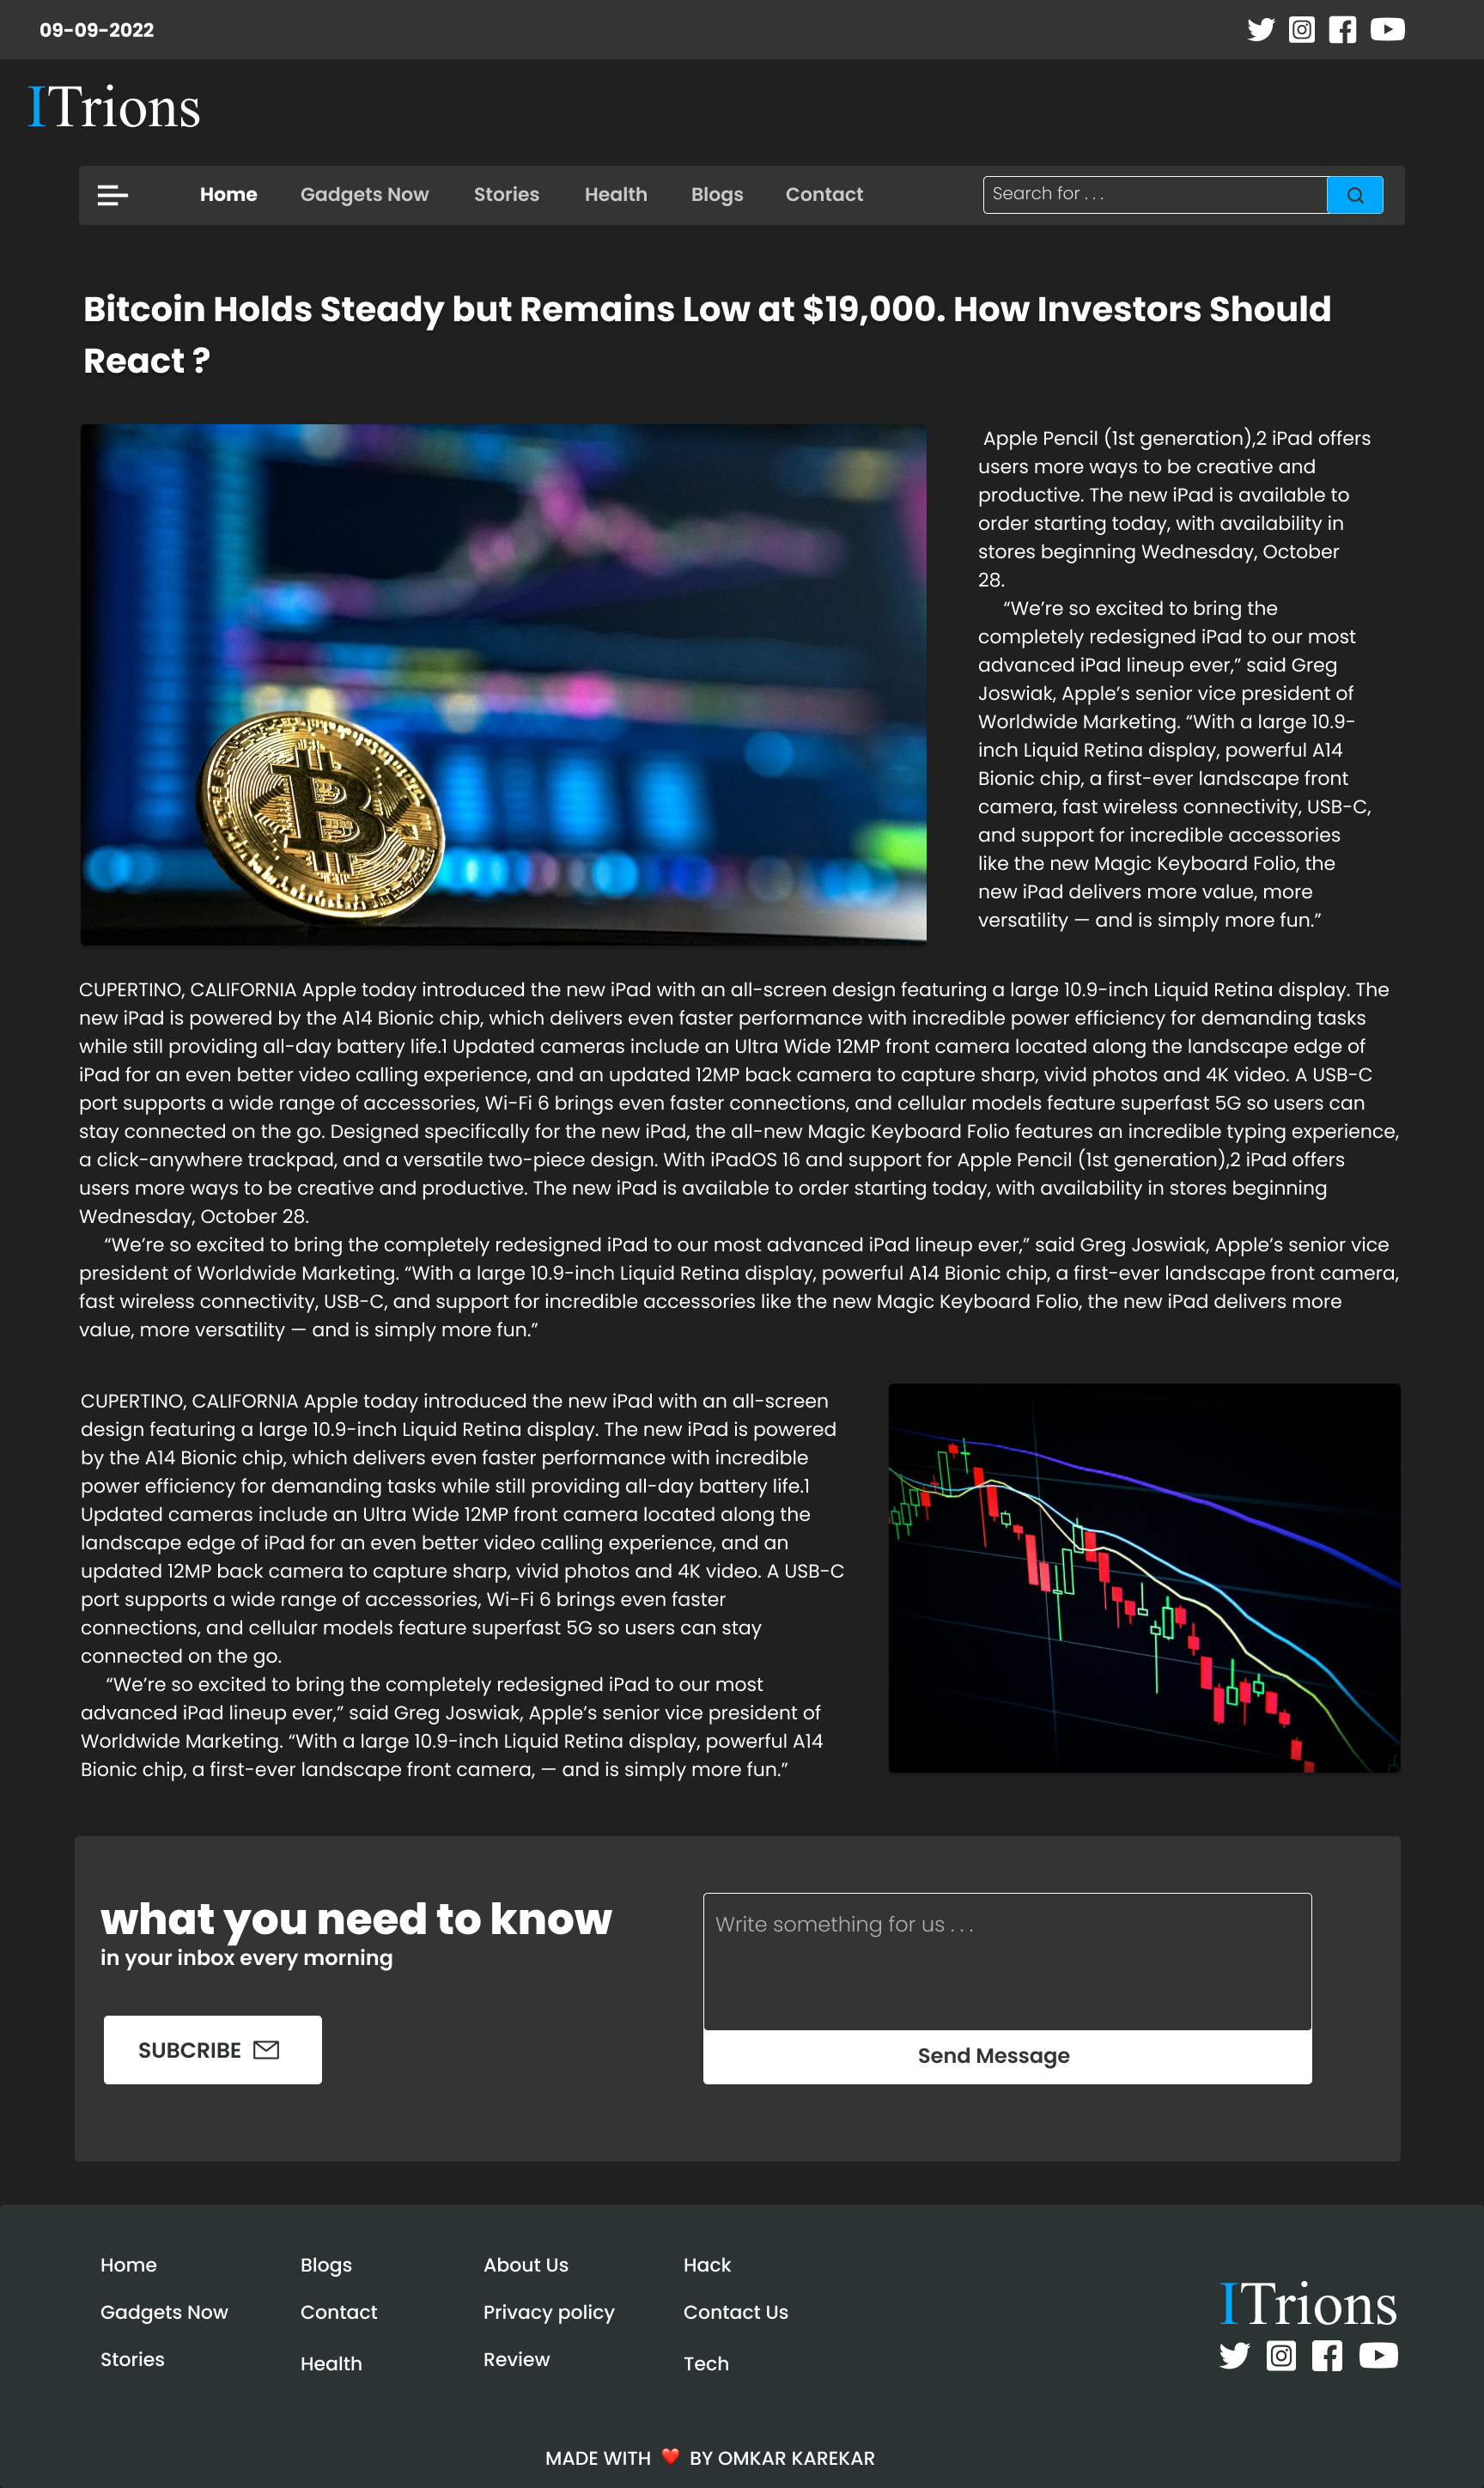 09-09-2022
ITrions
Home Gadgets Now Stories Health Blogs Contact Search for . . .
Bitcoin Holds Steady but Remains Low at $19,000. How Investors Should
React ?
Apple Pencil (1st generation),2 iPad offers
users more ways to be creative and
productive. The new iPad is available to
order starting today, with availability in
stores beginning Wednesday, October
28.
“We’re so excited to bring the
completely redesigned iPad to our most
advanced iPad lineup ever,” said Greg
Joswiak, Apple’s senior vice president of
Worldwide Marketing. “With a large 10.9-
inch Liquid Retina display, powerful A14
Bionic chip, a first-ever landscape front
camera, fast wireless connectivity, USB-C,
and support for incredible accessories
like the new Magic Keyboard Folio, the
new iPad delivers more value, more
versatility — and is simply more fun.”
CUPERTINO, CALIFORNIA Apple today introduced the new iPad with an all-screen design featuring a large 10.9-inch Liquid Retina display. The
new iPad is powered by the A14 Bionic chip, which delivers even faster performance with incredible power efficiency for demanding tasks
while still providing all-day battery life.1 Updated cameras include an Ultra Wide 12MP front camera located along the landscape edge of
iPad for an even better video calling experience, and an updated 12MP back camera to capture sharp, vivid photos and 4K video. A USB-C
port supports a wide range of accessories, Wi-Fi 6 brings even faster connections, and cellular models feature superfast 5G so users can
stay connected on the go. Designed specifically for the new iPad, the all-new Magic Keyboard Folio features an incredible typing experience,
a click-anywhere trackpad, and a versatile two-piece design. With iPadOS 16 and support for Apple Pencil (1st generation),2 iPad offers
users more ways to be creative and productive. The new iPad is available to order starting today, with availability in stores beginning
Wednesday, October 28.
“We’re so excited to bring the completely redesigned iPad to our most advanced iPad lineup ever,” said Greg Joswiak, Apple’s senior vice
president of Worldwide Marketing. “With a large 10.9-inch Liquid Retina display, powerful A14 Bionic chip, a first-ever landscape front camera,
fast wireless connectivity, USB-C, and support for incredible accessories like the new Magic Keyboard Folio, the new iPad delivers more
value, more versatility — and is simply more fun.”
CUPERTINO, CALIFORNIA Apple today introduced the new iPad with an all-screen
design featuring a large 10.9-inch Liquid Retina display. The new iPad is powered
by the A14 Bionic chip, which delivers even faster performance with incredible
power efficiency for demanding tasks while still providing all-day battery life.1
Updated cameras include an Ultra Wide 12MP front camera located along the
landscape edge of iPad for an even better video calling experience, and an
updated 12MP back camera to capture sharp, vivid photos and 4K video. A USB-C
port supports a wide range of accessories, Wi-Fi 6 brings even faster
connections, and cellular models feature superfast 5G so users can stay
connected on the go.
“We’re so excited to bring the completely redesigned iPad to our most
advanced iPad lineup ever,” said Greg Joswiak, Apple’s senior vice president of
Worldwide Marketing. “With a large 10.9-inch Liquid Retina display, powerful A14
Bionic chip, a first-ever landscape front camera, — and is simply more fun.”
what you need to know
in your inbox every morning
SUBCRIBE
Write something for us . . .
Send Message
Home Blogs About Us Hack
Gadgets Now Contact Privacy policy Contact Us
Stories Health Review Tech
ITrions
MADE WITH ❤️ BY OMKAR KAREKAR